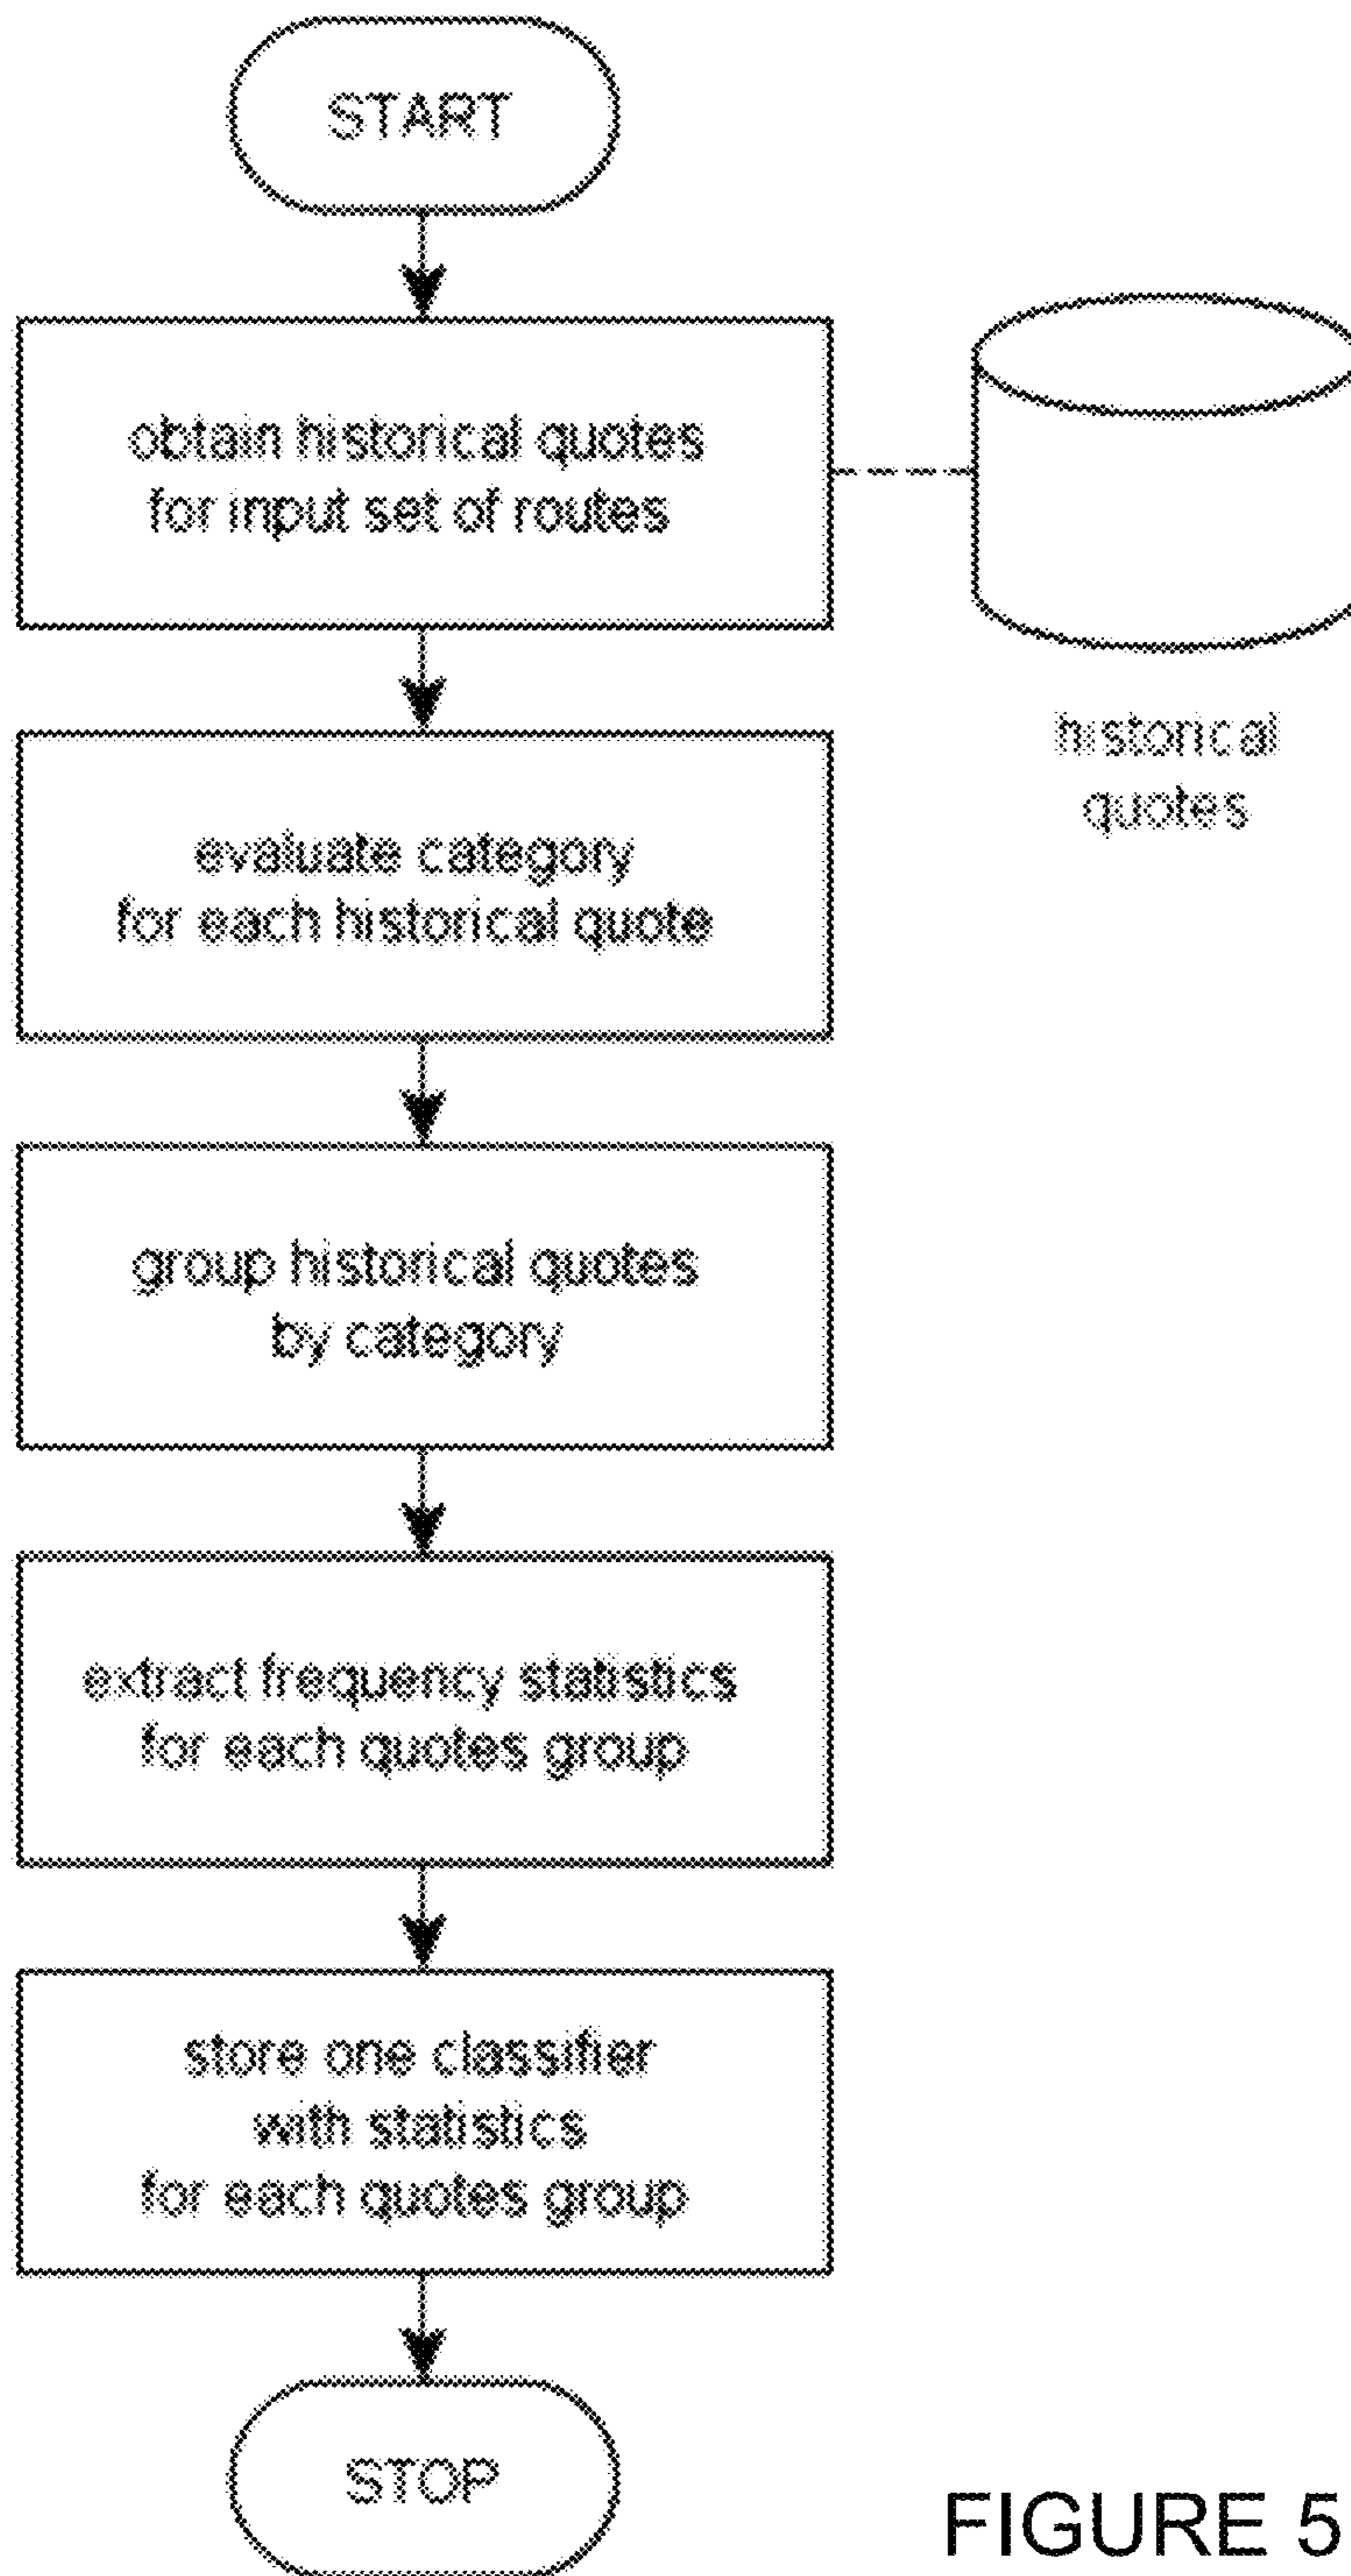 START
obtain historical quotes
for input set of routes
historical
quotes
evaluate category
for each historical quote
group historical quotes
by category
extract frequency statistics
for each quotes group
store one classifier
with statistics
for each quotes group
STOP
FIGURE 5